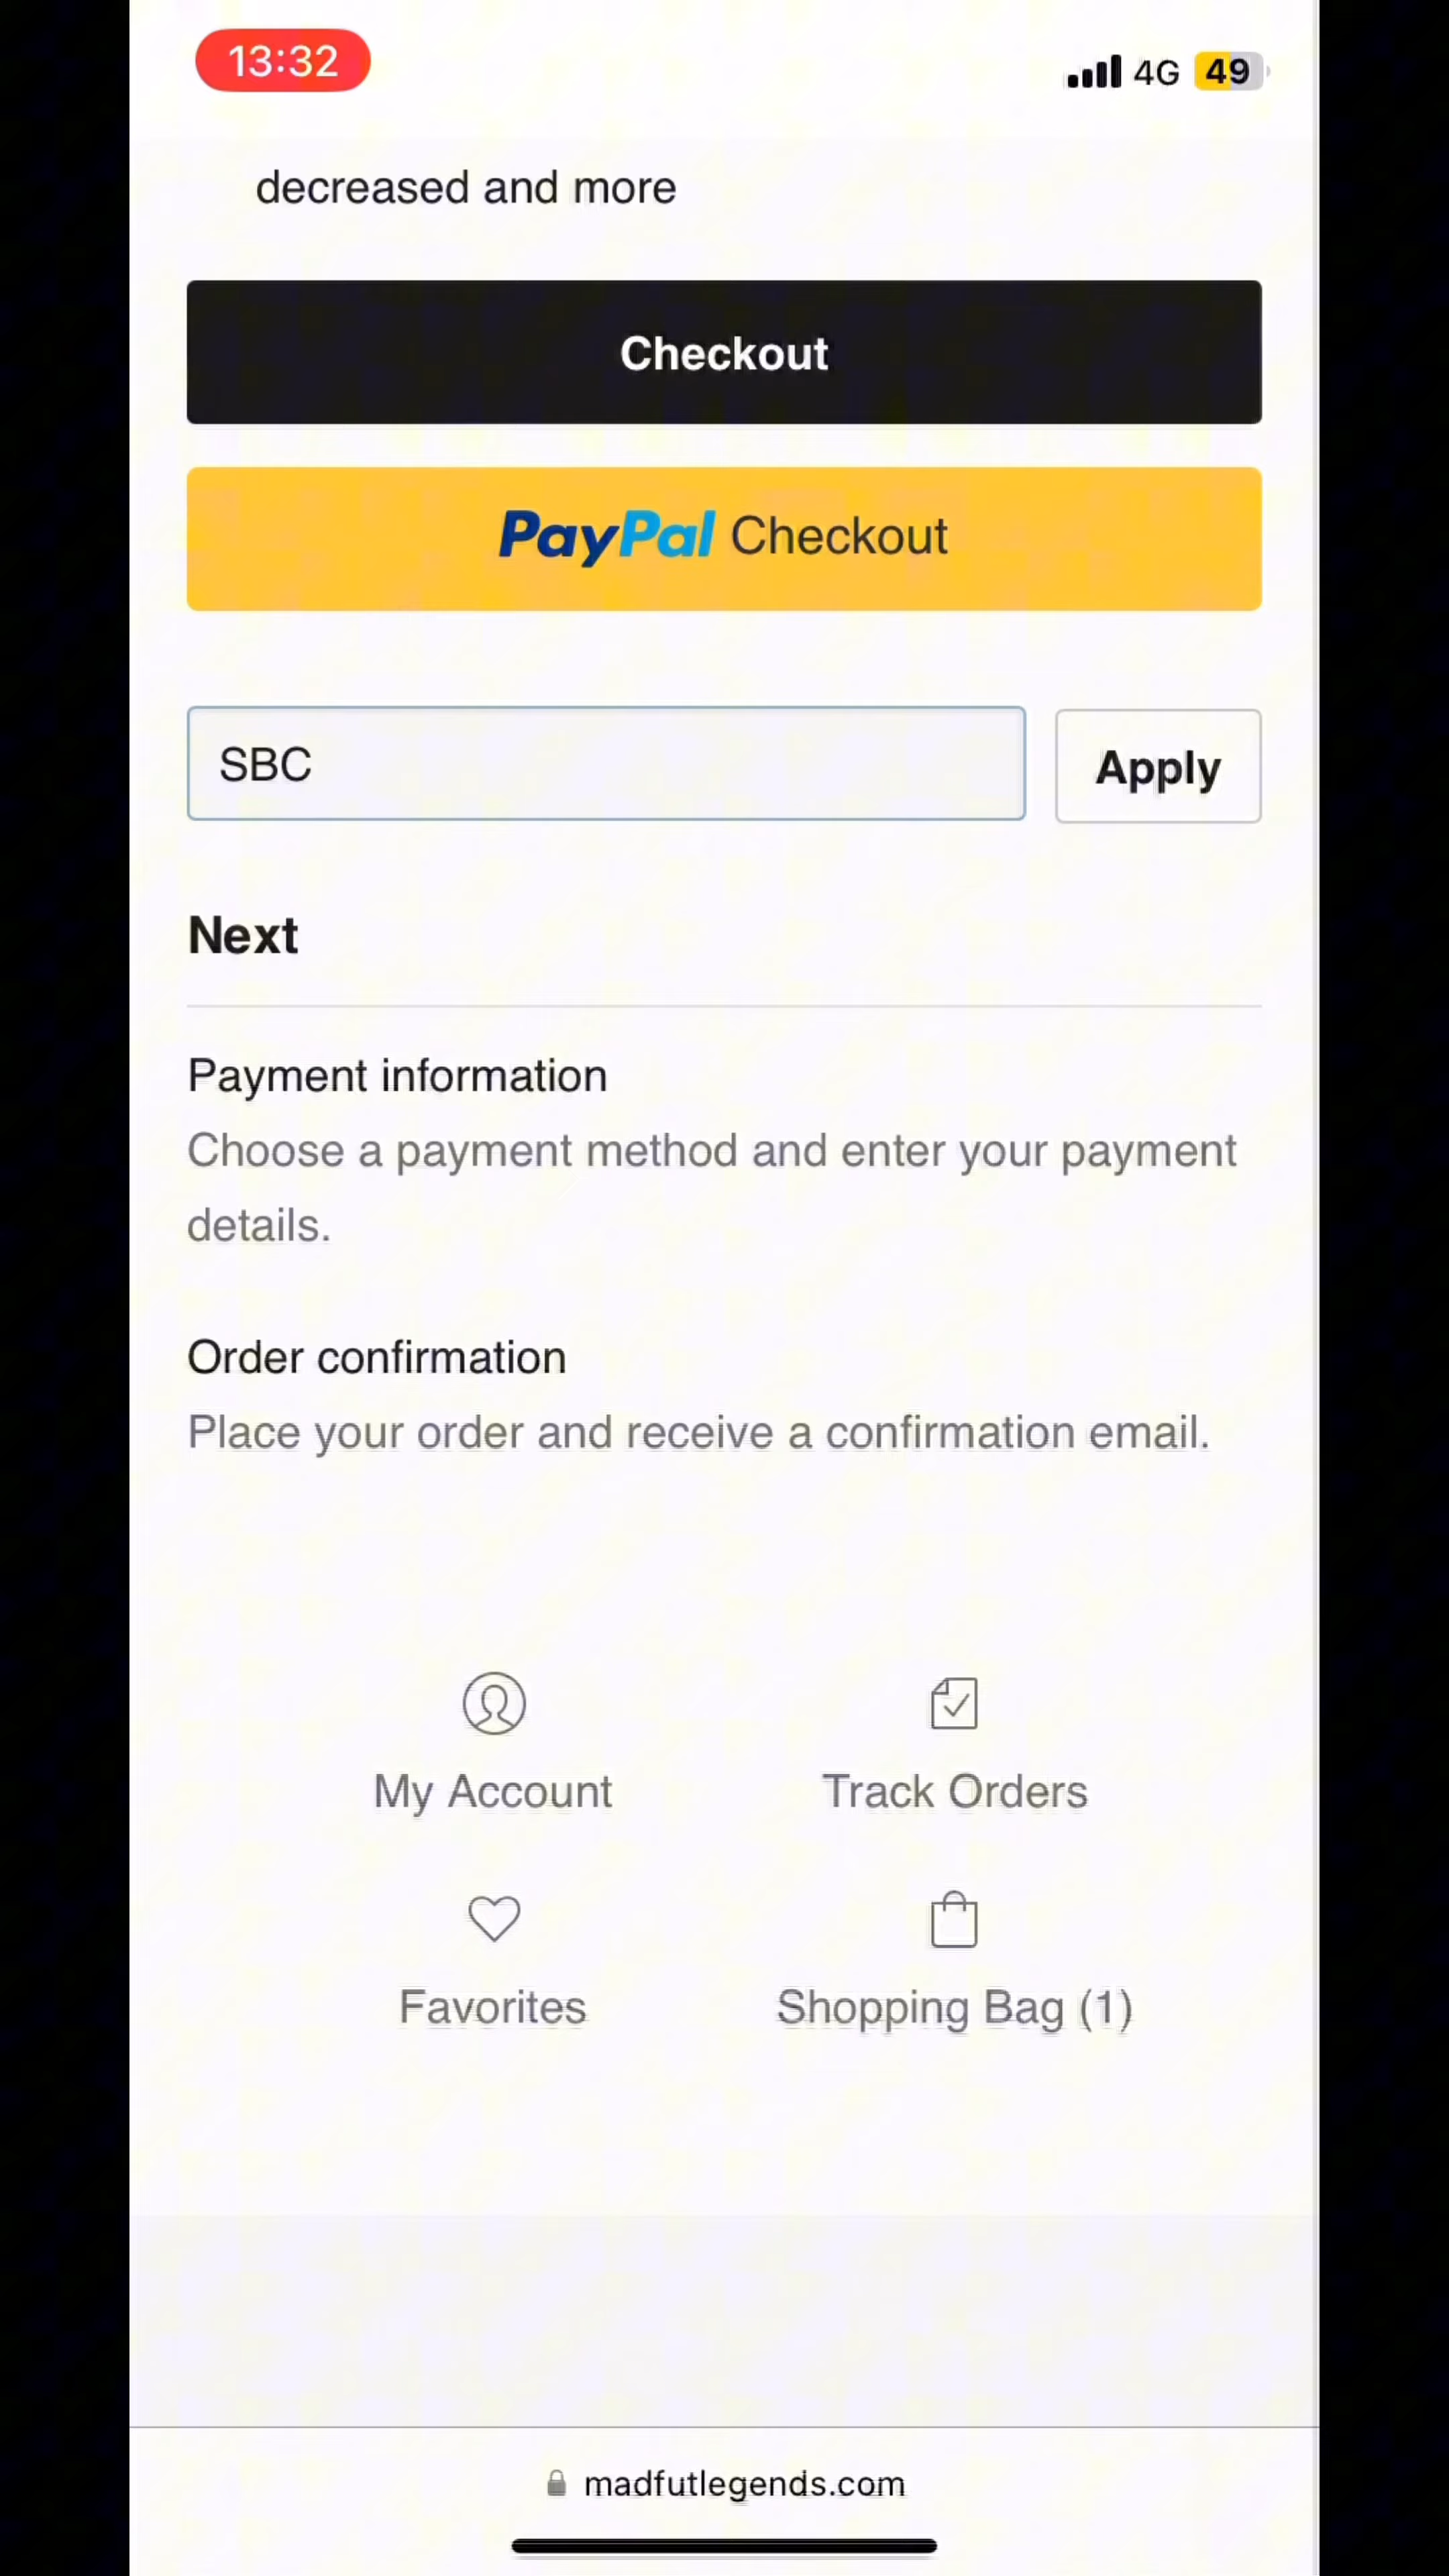 13:32
4G 49
decreased and more
Checkout
PayPal Checkout
SBC
Apply
Next
Payment information
Choose a payment method and enter your payment
details.
Order confirmation
Place your order and receive a confirmation email.
My Account
Track Orders
Favorites
Shopping Bag (1)
madfutlegends.com